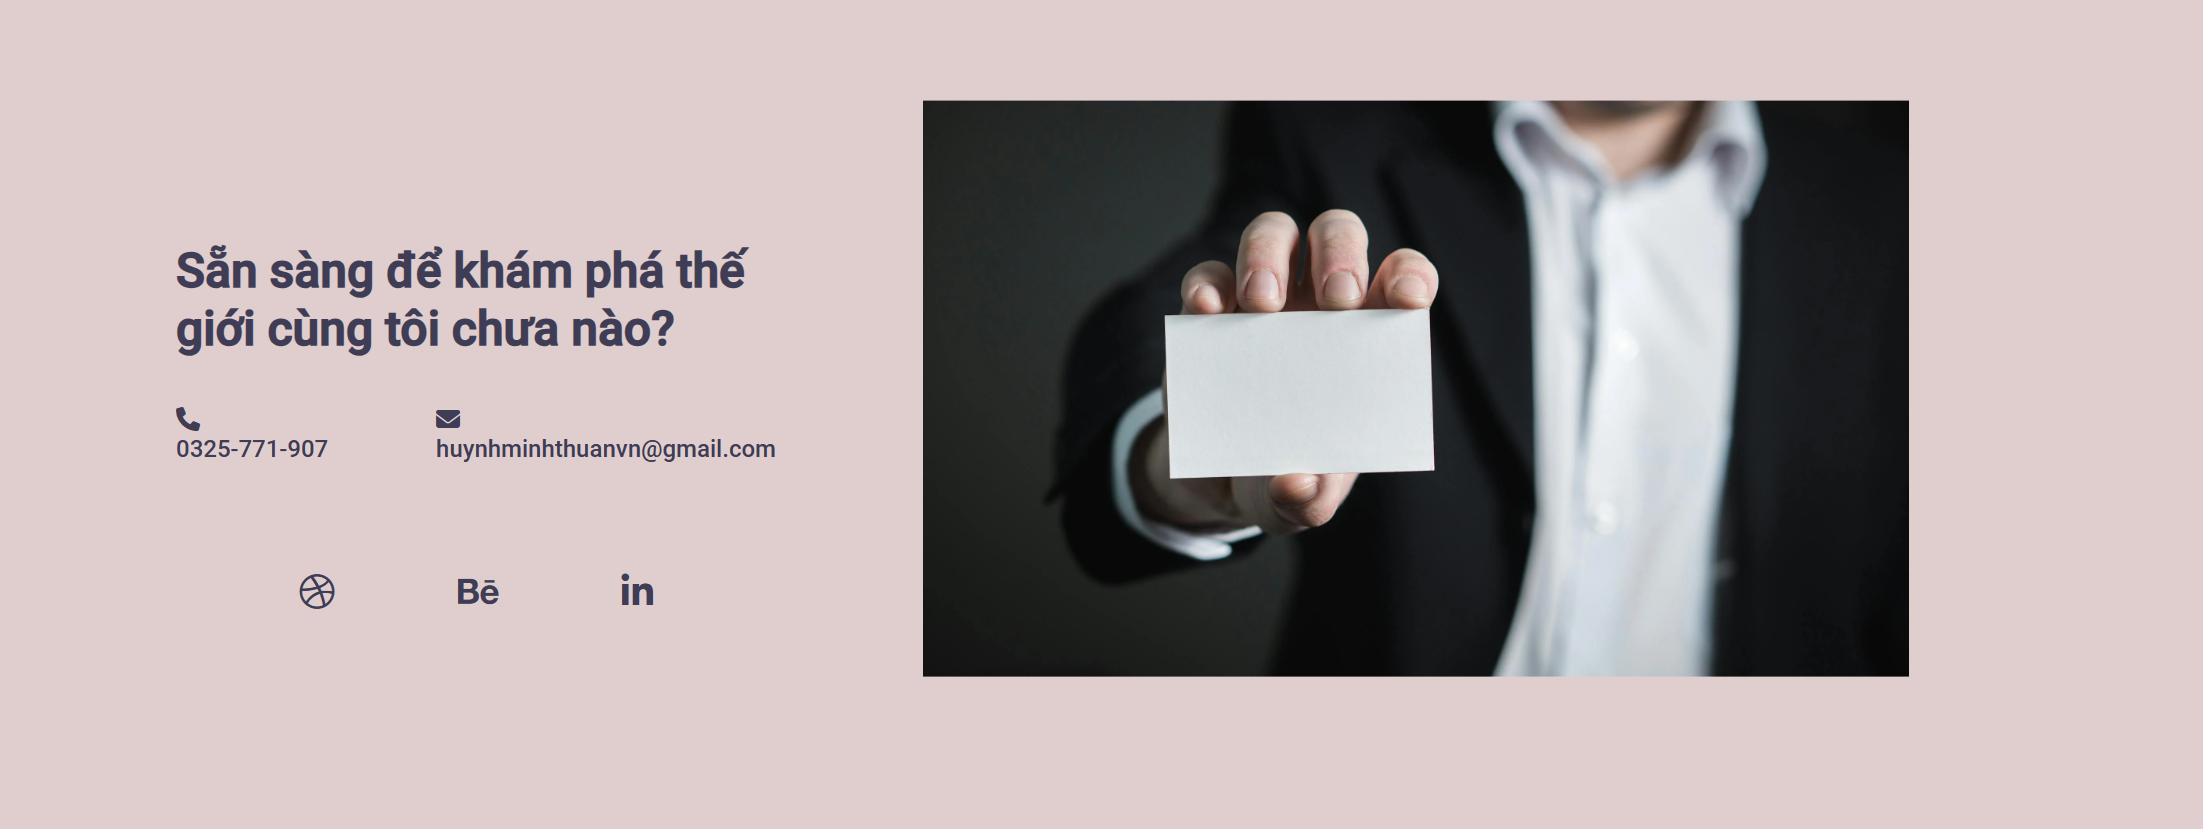 Sẵn sàng để khám phá thế
giới cùng tôi chưa nào?
0325-771-907
huynhminhthuanvn@gmail.com
Bē
in